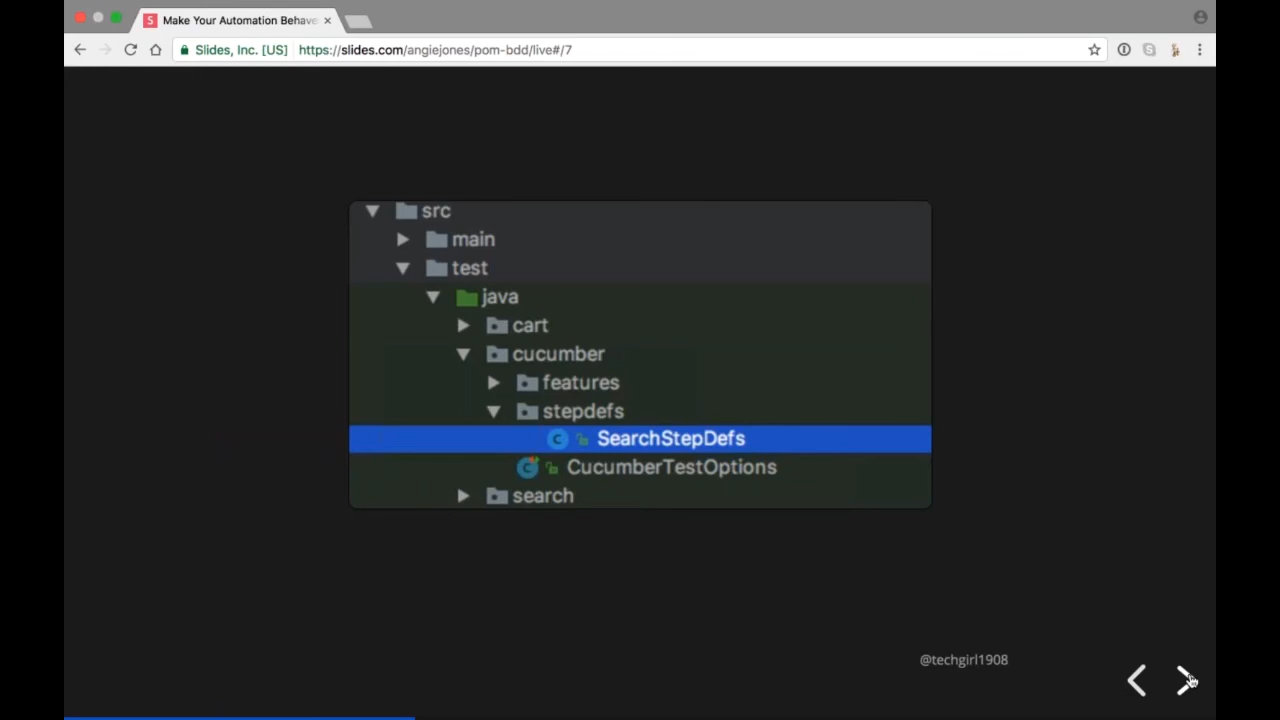 Make Your Automation Behave
Slides, Inc. [US] https://slides.com/angiejones/pom-bdd/live#/7
src
main
test
java
cart
cucumber
features
stepdefs
SearchStepDefs
CucumberTestOptions
search
@techgirl1908